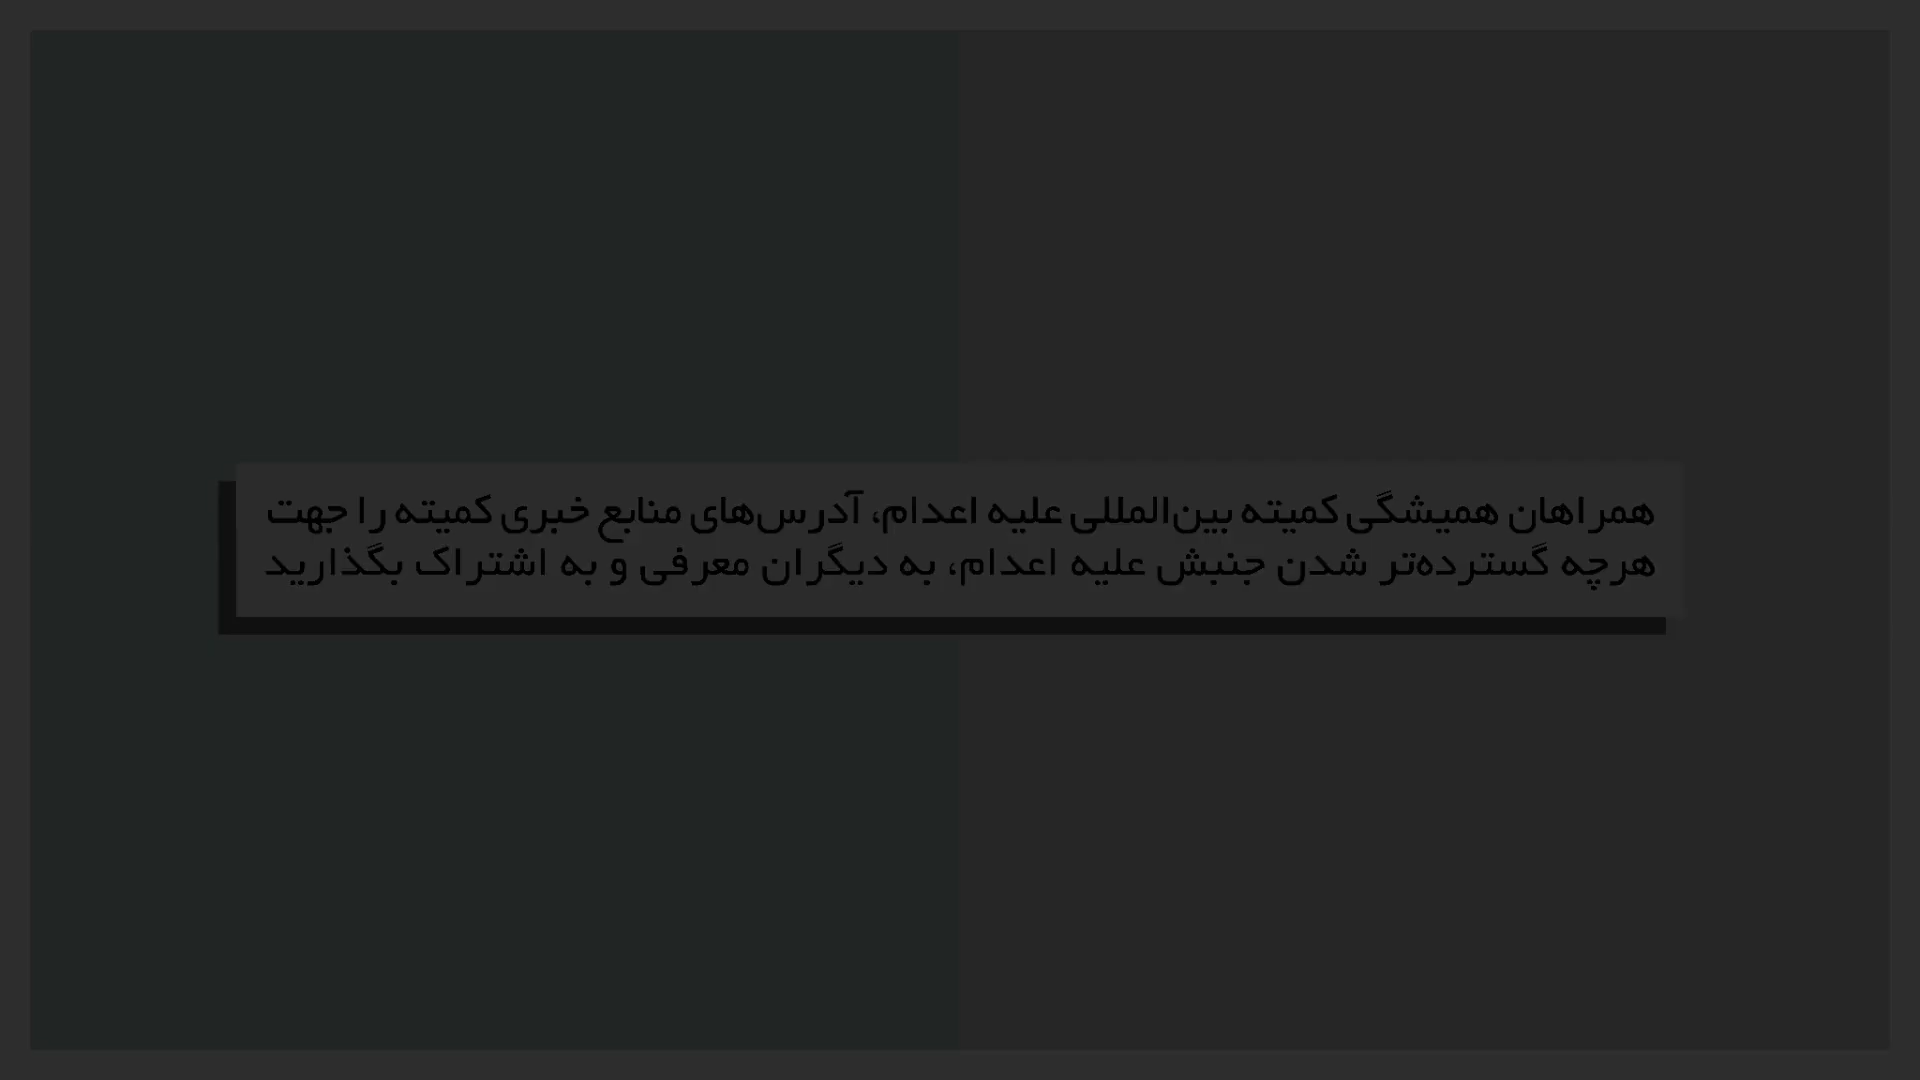 همراهان همیشگی کمیته بین‌المللی علیه اعدام، آدرس‌های منابع خبری کمیته را جهت
هرچه گسترده‌تر شدن جنبش علیه اعدام، به دیگران معرفی و به اشتراک بگذارید